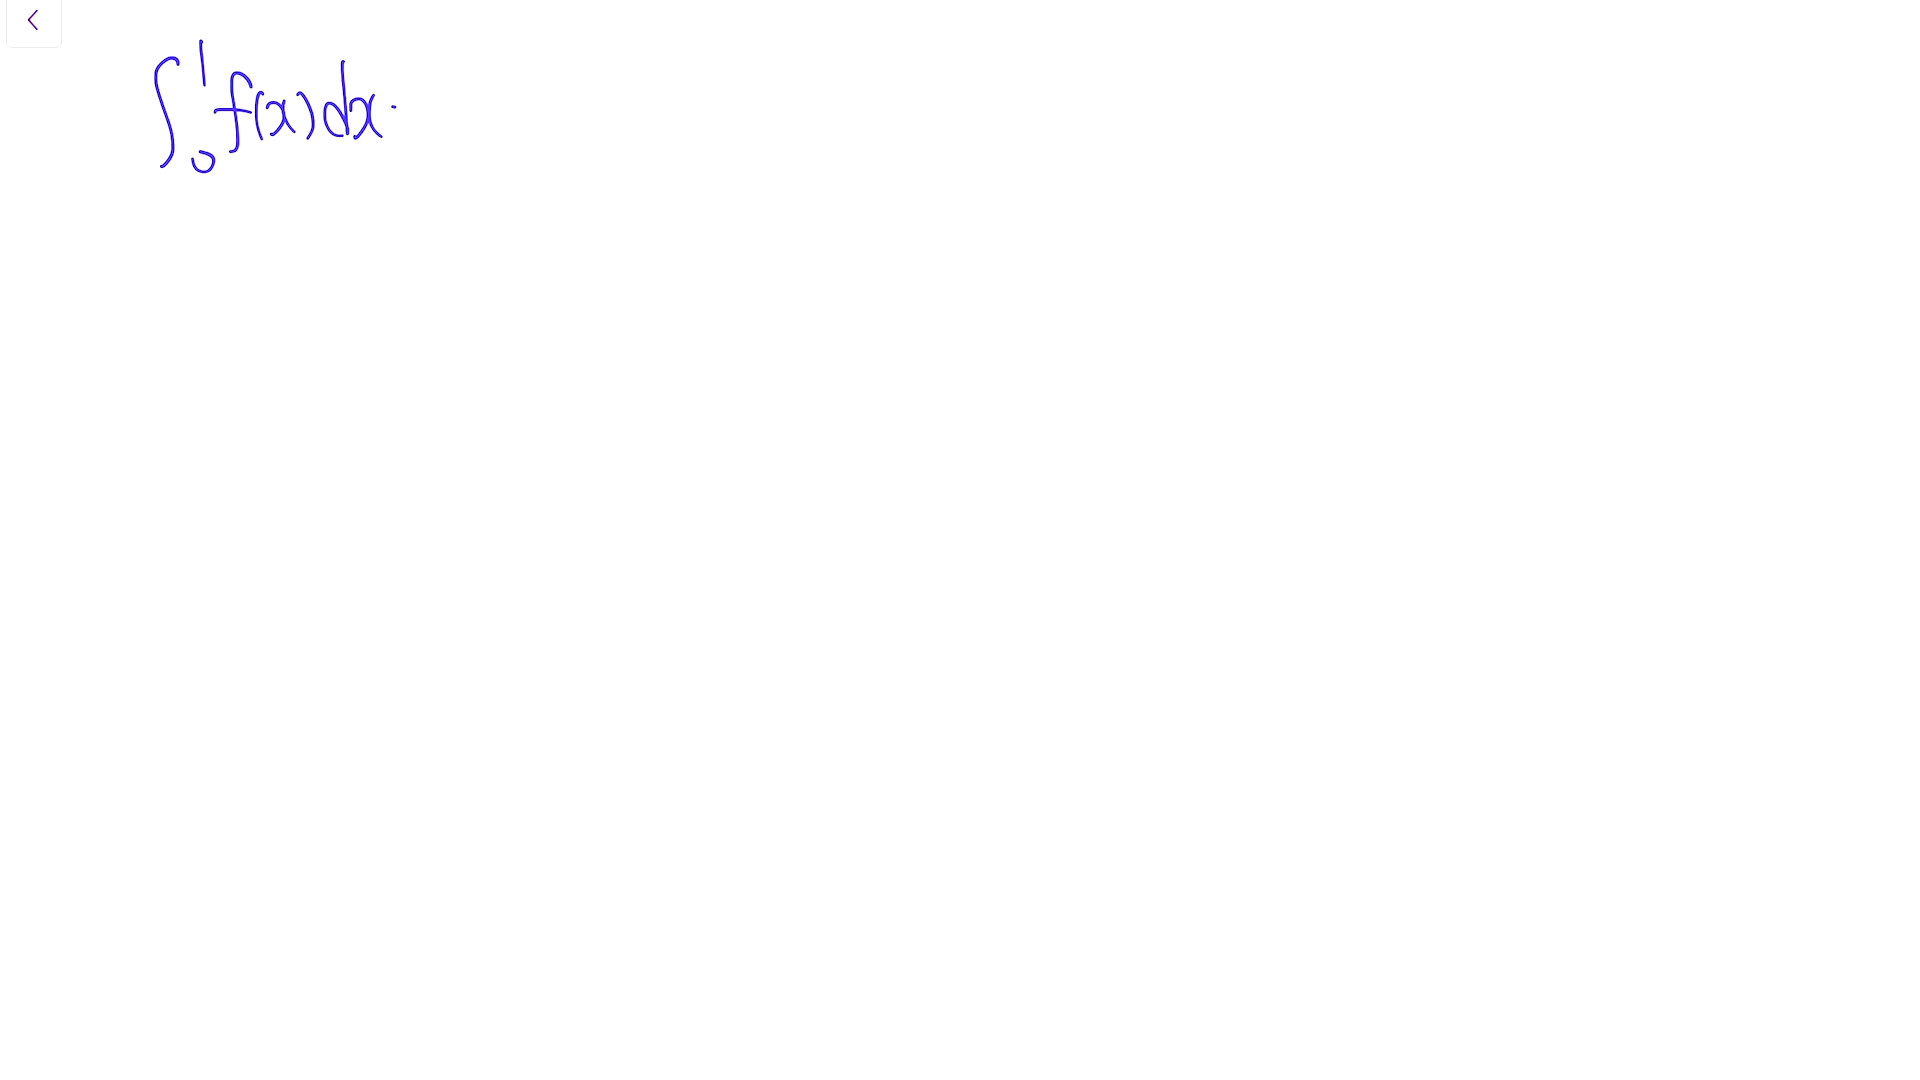 ∫₀¹ f(x) dx.